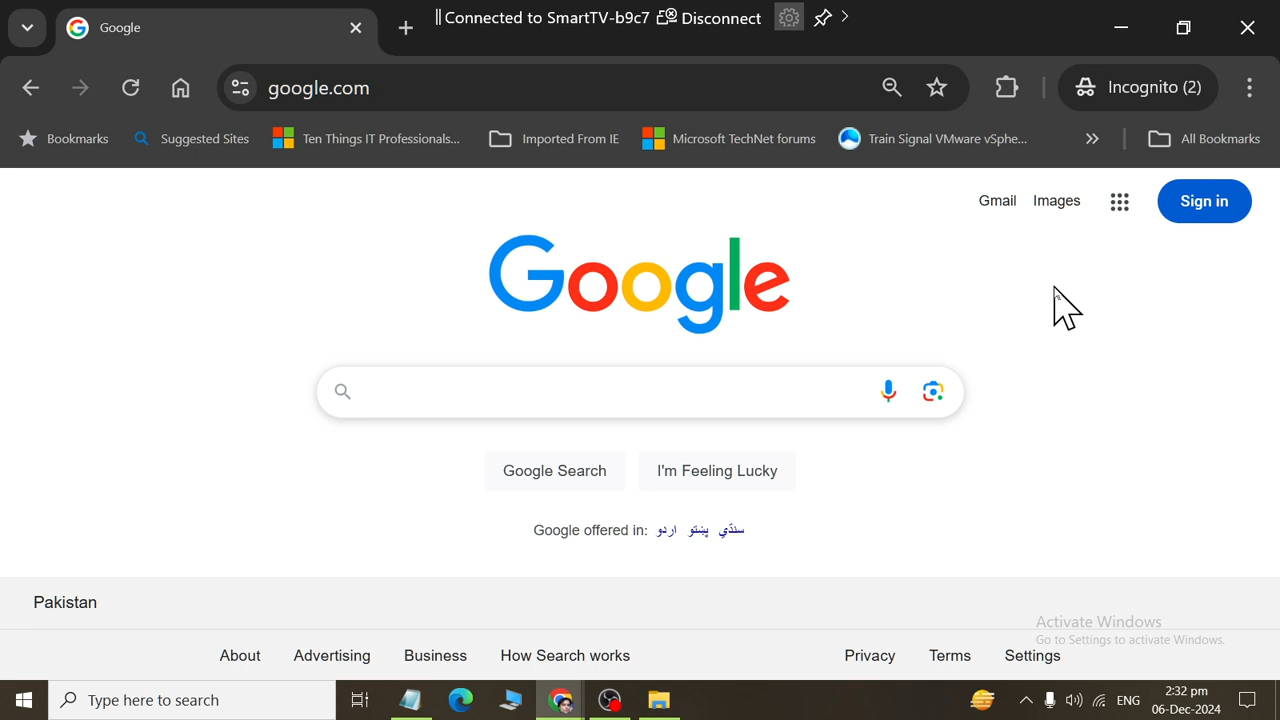 Google
Connected to SmartTV-b9c7 Disconnect
google.com
Incognito (2)
Bookmarks
Suggested Sites
Ten Things IT Professionals...
Imported From IE
Microsoft TechNet forums
Train Signal VMware vSphe...
All Bookmarks
Gmail Images
Sign in
Google
Google Search
I'm Feeling Lucky
Google offered in: اردو پښتو سنڌي
Pakistan
Activate Windows
Go to Settings to activate Windows.
About Advertising Business How Search works Privacy Terms Settings
Type here to search
ENG
2:32 pm
06-Dec-2024